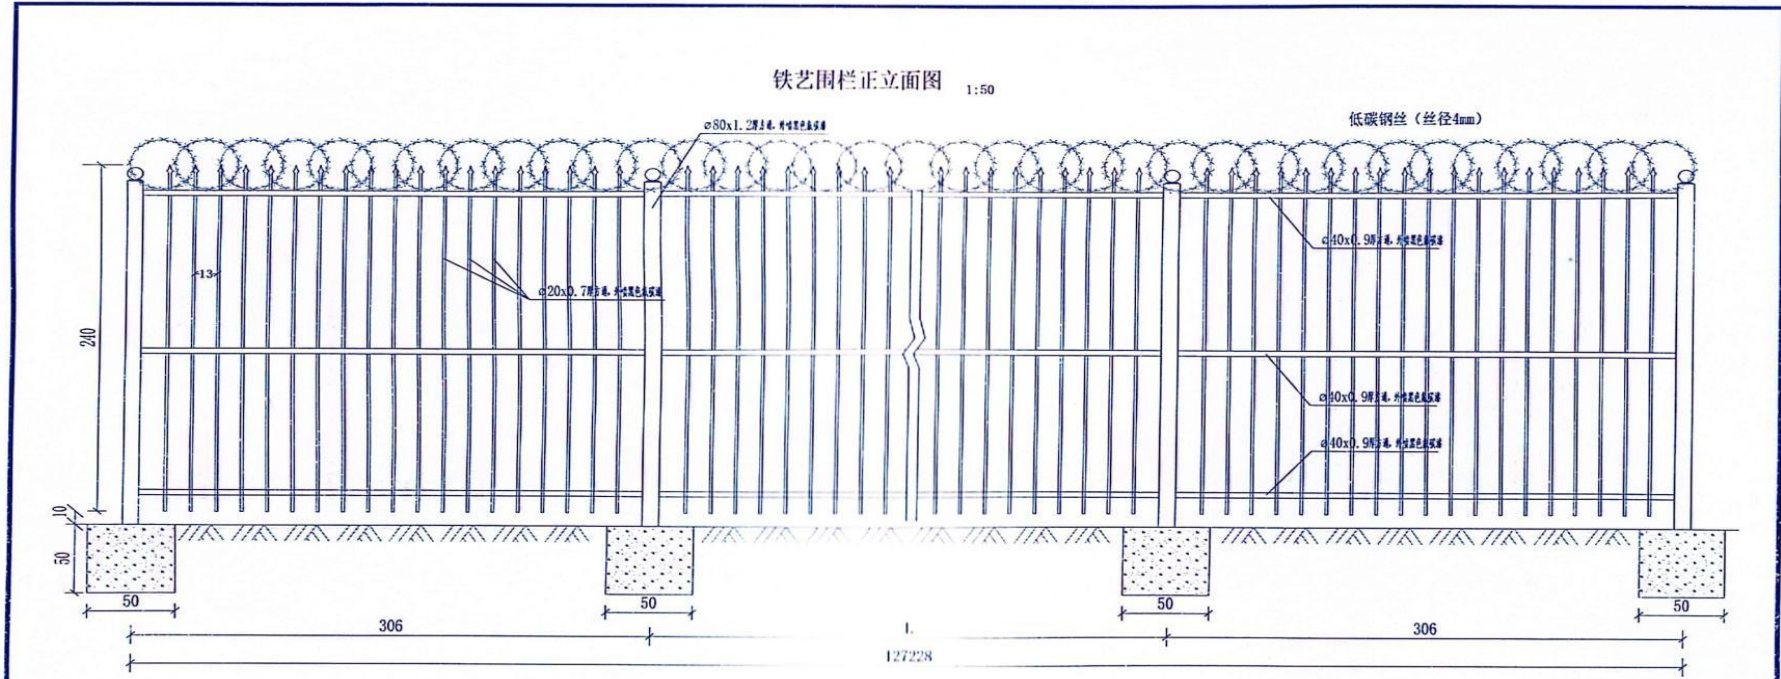 铁艺围栏正立面图 1:50
低碳钢丝（丝径4mm）
⌀80x1.2厚方通，外喷黑色氟碳漆
⌀40x0.9厚方通，外喷黑色氟碳漆
13
⌀20x0.7厚方通，外喷黑色氟碳漆
240
⌀40x0.9厚方通，外喷黑色氟碳漆
⌀40x0.9厚方通，外喷黑色氟碳漆
10
50
50
50
50
50
306
L
306
127228